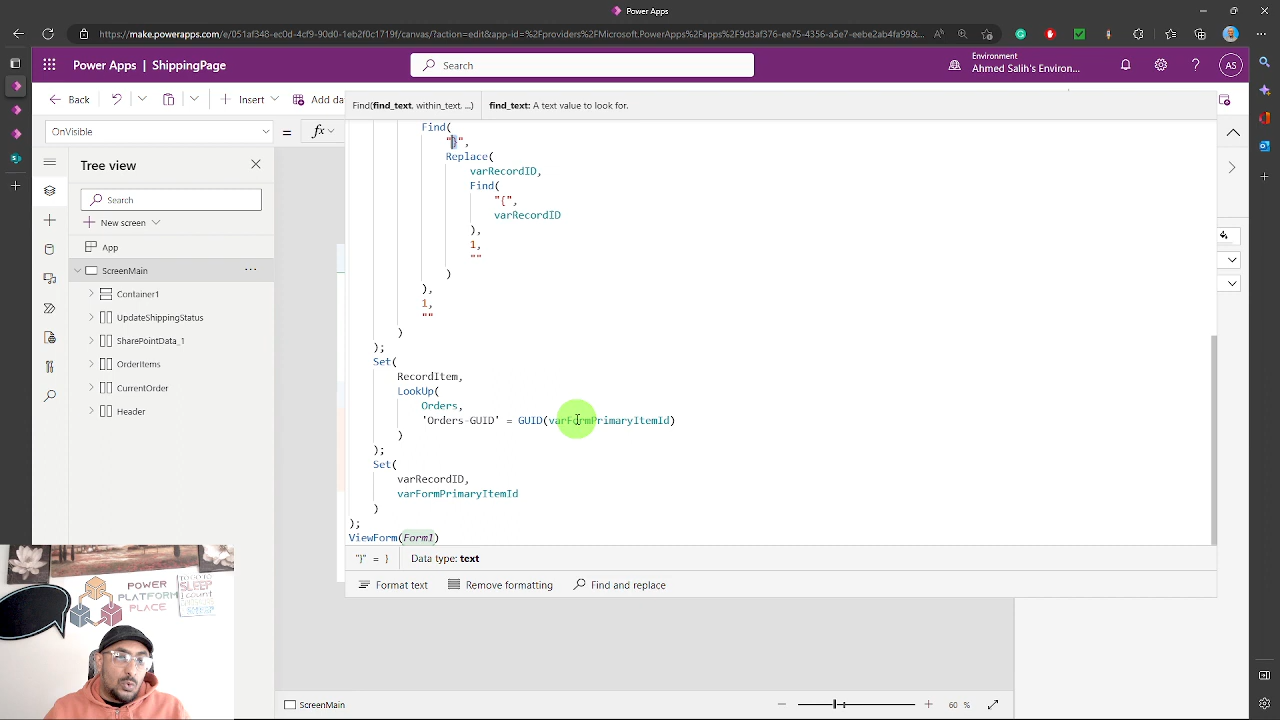 Power Apps
https://make.powerapps.com/e/051af348-ec0d-4cf9-90d0-1eb2f0c1719f/canvas/?action=edit&app-id=%2Fproviders%2FMicrosoft.PowerApps%2Fapps%2F9d3af376-ee75-4356-a5e7-eebe2ab4fa998...
Power Apps | ShippingPage
Search
Environment
Ahmed Salih's Environ...
AS
Back
Insert
Add da
Find(find_text, within_text, ...)
find_text: A text value to look for.
OnVisible
=
fx
Find(
"}",
Replace(
varRecordID,
Find(
"{",
varRecordID
),
1,
""
)
),
1,
""
)
);
Set(
RecordItem,
LookUp(
Orders,
'Orders-GUID' = GUID(varFormPrimaryItemId)
)
);
Set(
varRecordID,
varFormPrimaryItemId
)
);
ViewForm(Form1)
"}" = }
Data type: text
Format text
Remove formatting
Find and replace
Tree view
Search
New screen
App
ScreenMain
Container1
UpdateShippingStatus
SharePointData_1
OrderItems
CurrentOrder
Header
POWER
PLATFORM
PLACE
SLEEP
I count
ScreenMain
60 %